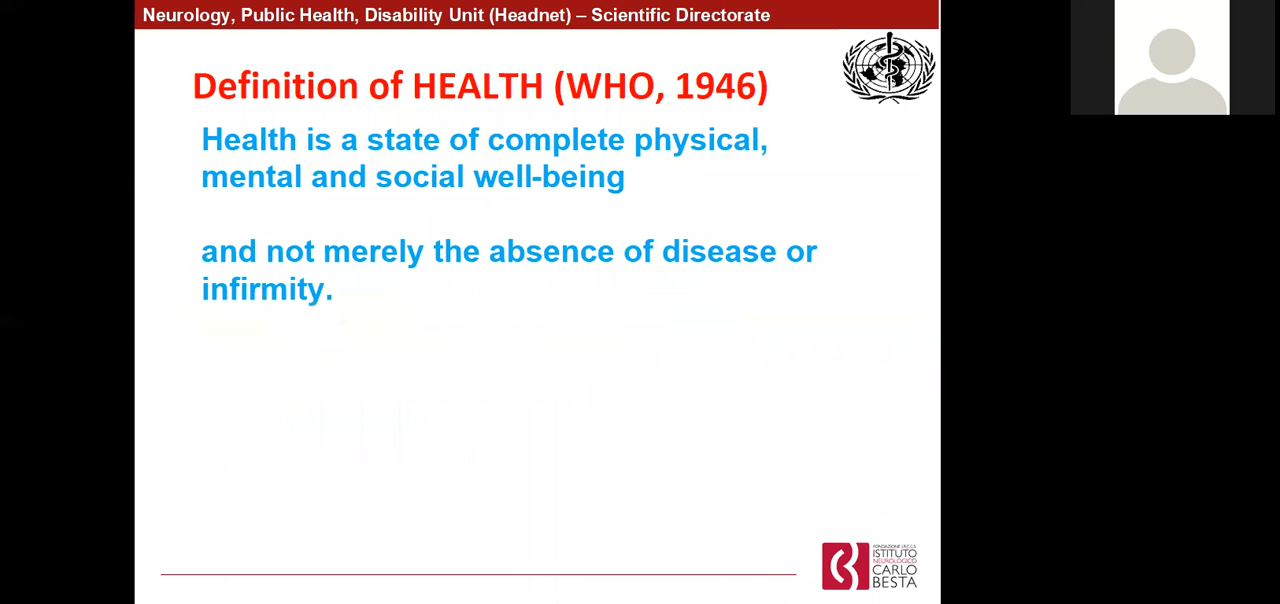 Neurology, Public Health, Disability Unit (Headnet) – Scientific Directorate
Definition of HEALTH (WHO, 1946)
Health is a state of complete physical,
mental and social well-being
and not merely the absence of disease or
infirmity.
FONDAZIONE I.R.C.C.S.
ISTITUTO
NEUROLOGICO
CARLO
BESTA